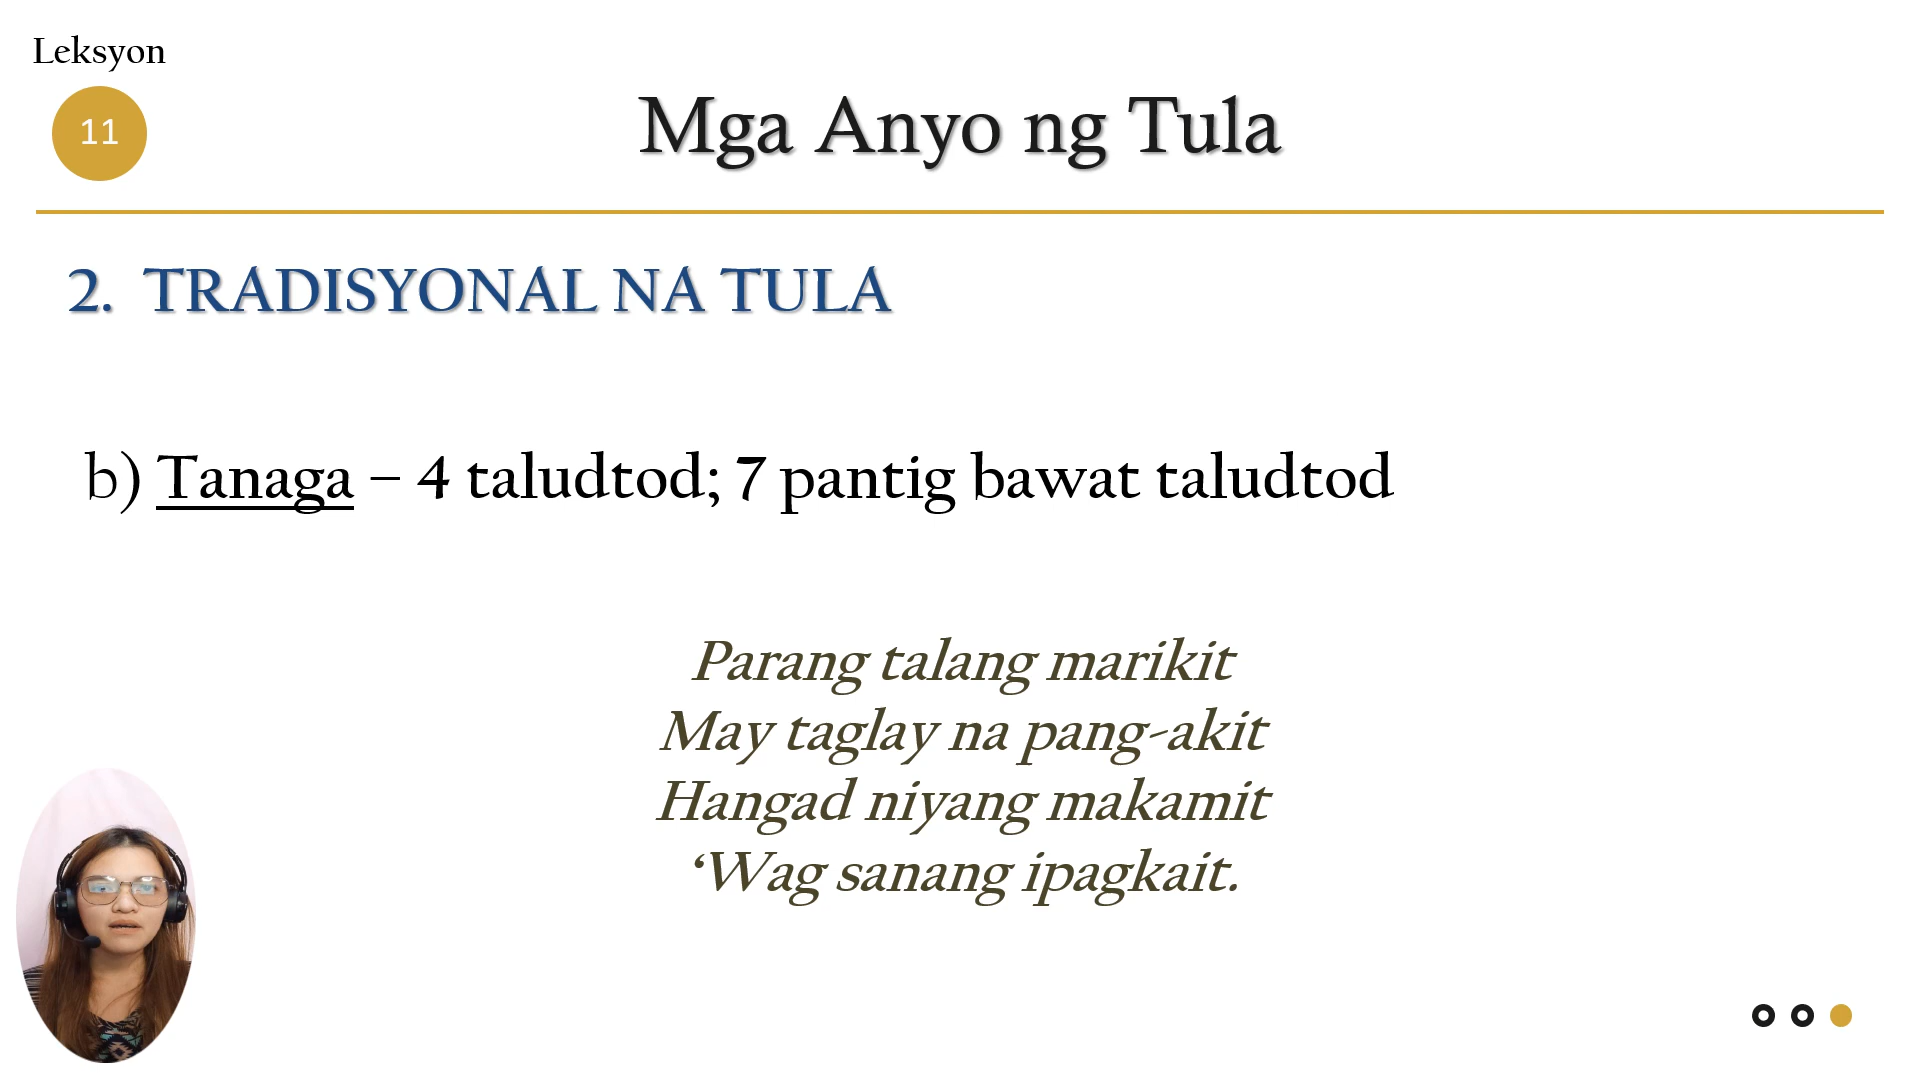 Leksyon
11
Mga Anyo ng Tula
2. TRADISYONAL NA TULA
b) Tanaga – 4 taludtod; 7 pantig bawat taludtod
Parang talang marikit
May taglay na pang-akit
Hangad niyang makamit
‘Wag sanang ipagkait.